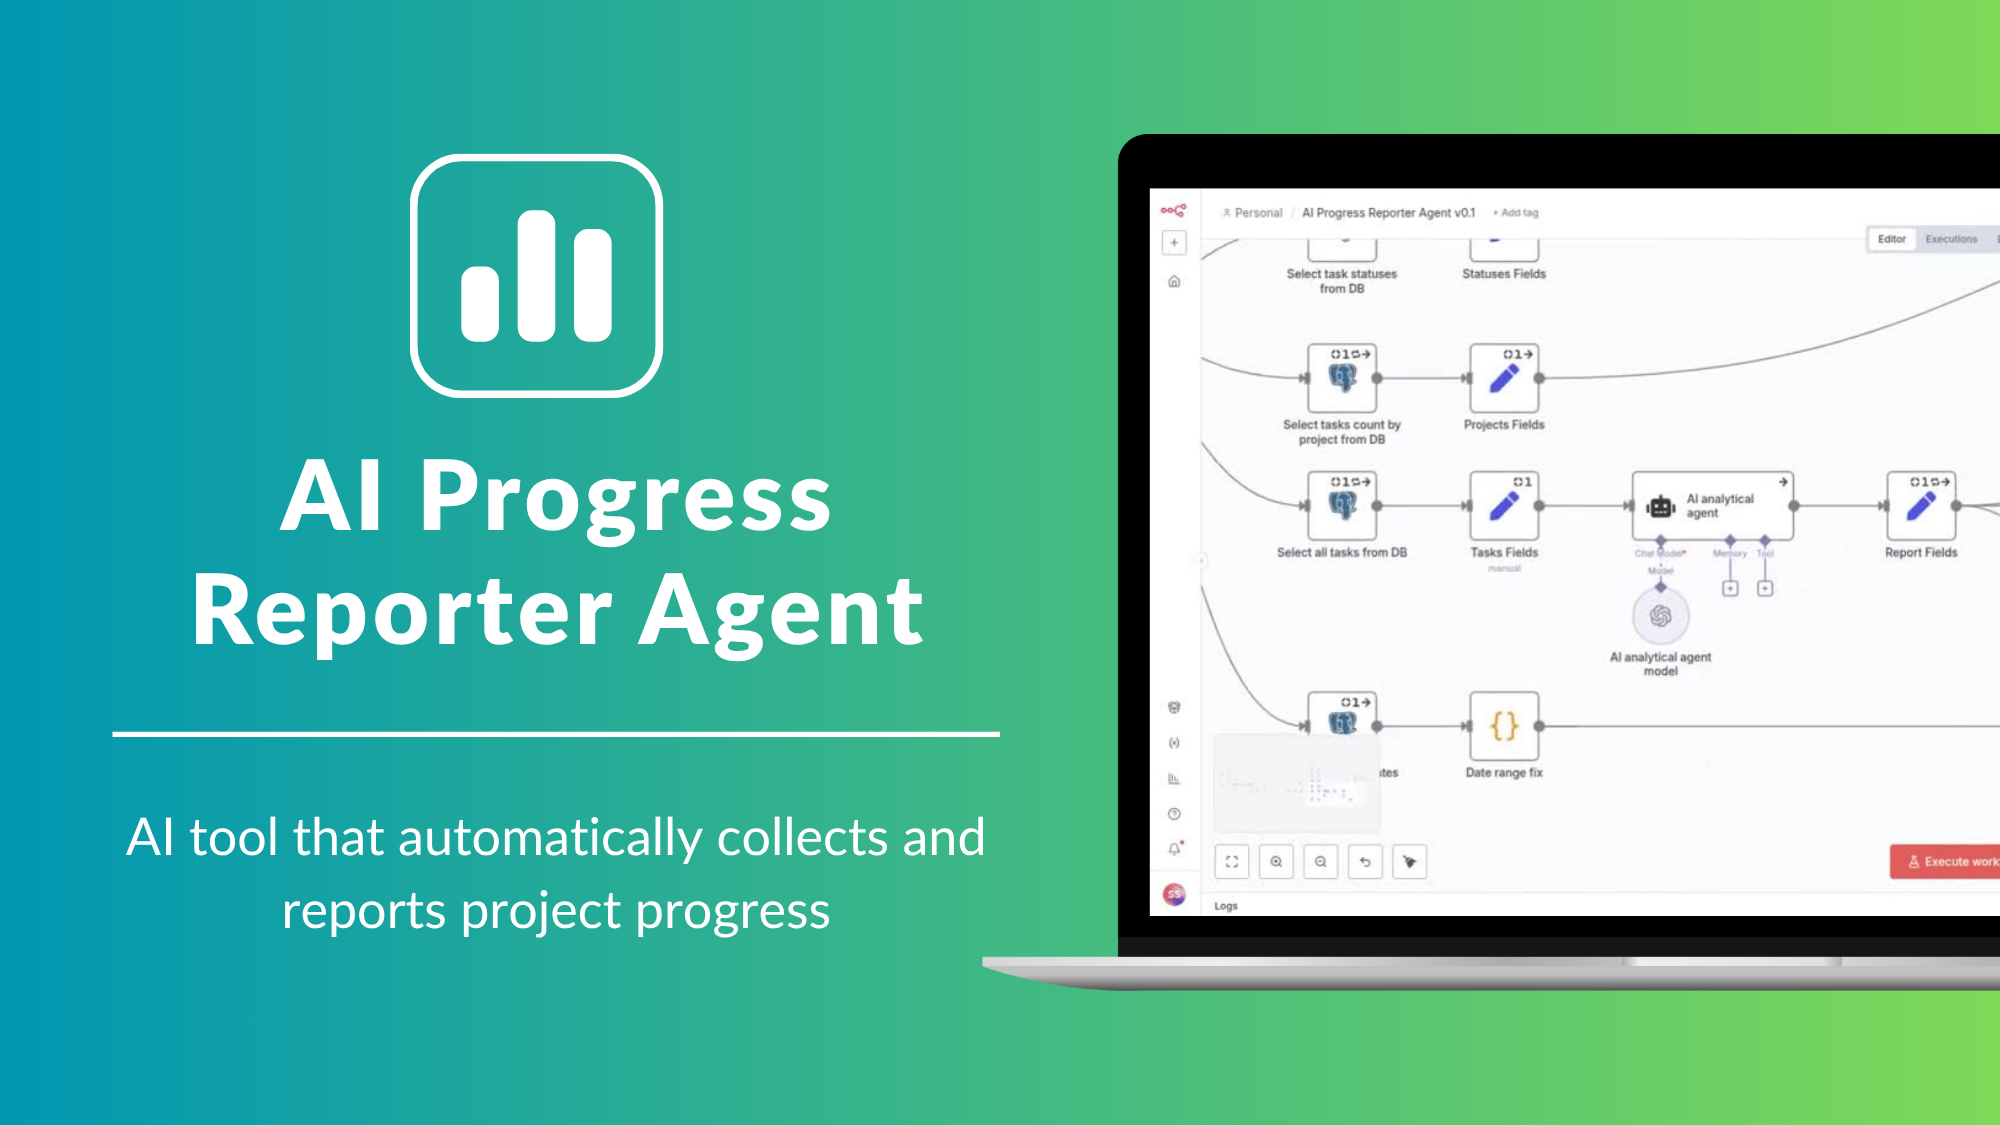 AI Progress
Reporter Agent
AI tool that automatically collects and
reports project progress
Personal / AI Progress Reporter Agent v0.1 + Add tag
Editor Executions
Select task statuses
from DB
Statuses Fields
Select tasks count by
project from DB
Projects Fields
AI analytical
agent
Select all tasks from DB
Tasks Fields
manual
Chat Model*
Memory
Tool
Model
Report Fields
AI analytical agent
model
Date range fix
Execute work
SS
Logs